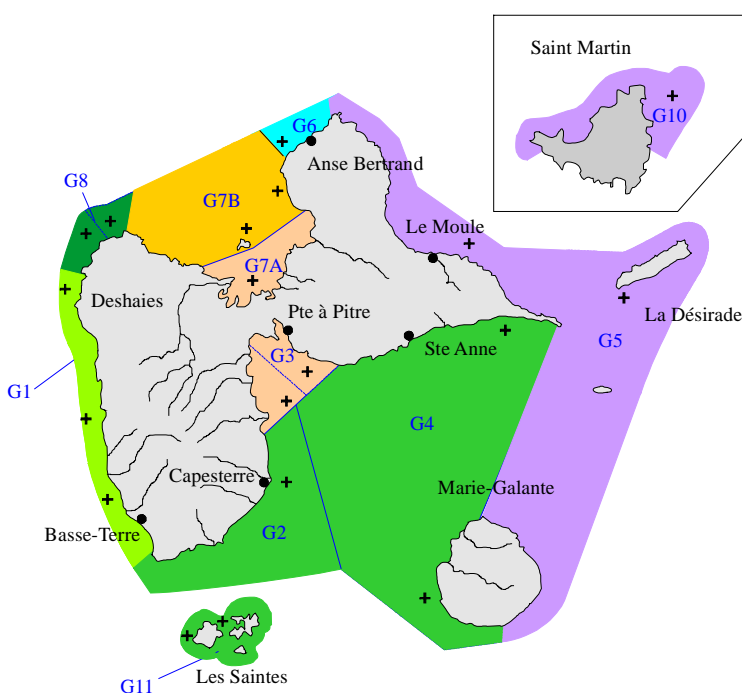 Saint Martin
G10
G6
Anse Bertrand
G8
G7B
Le Moule
G7A
Deshaies
Pte à Pitre
La Désirade
G3
Ste Anne
G5
G1
G4
Capesterre
Marie-Galante
Basse-Terre
G2
Les Saintes
G11